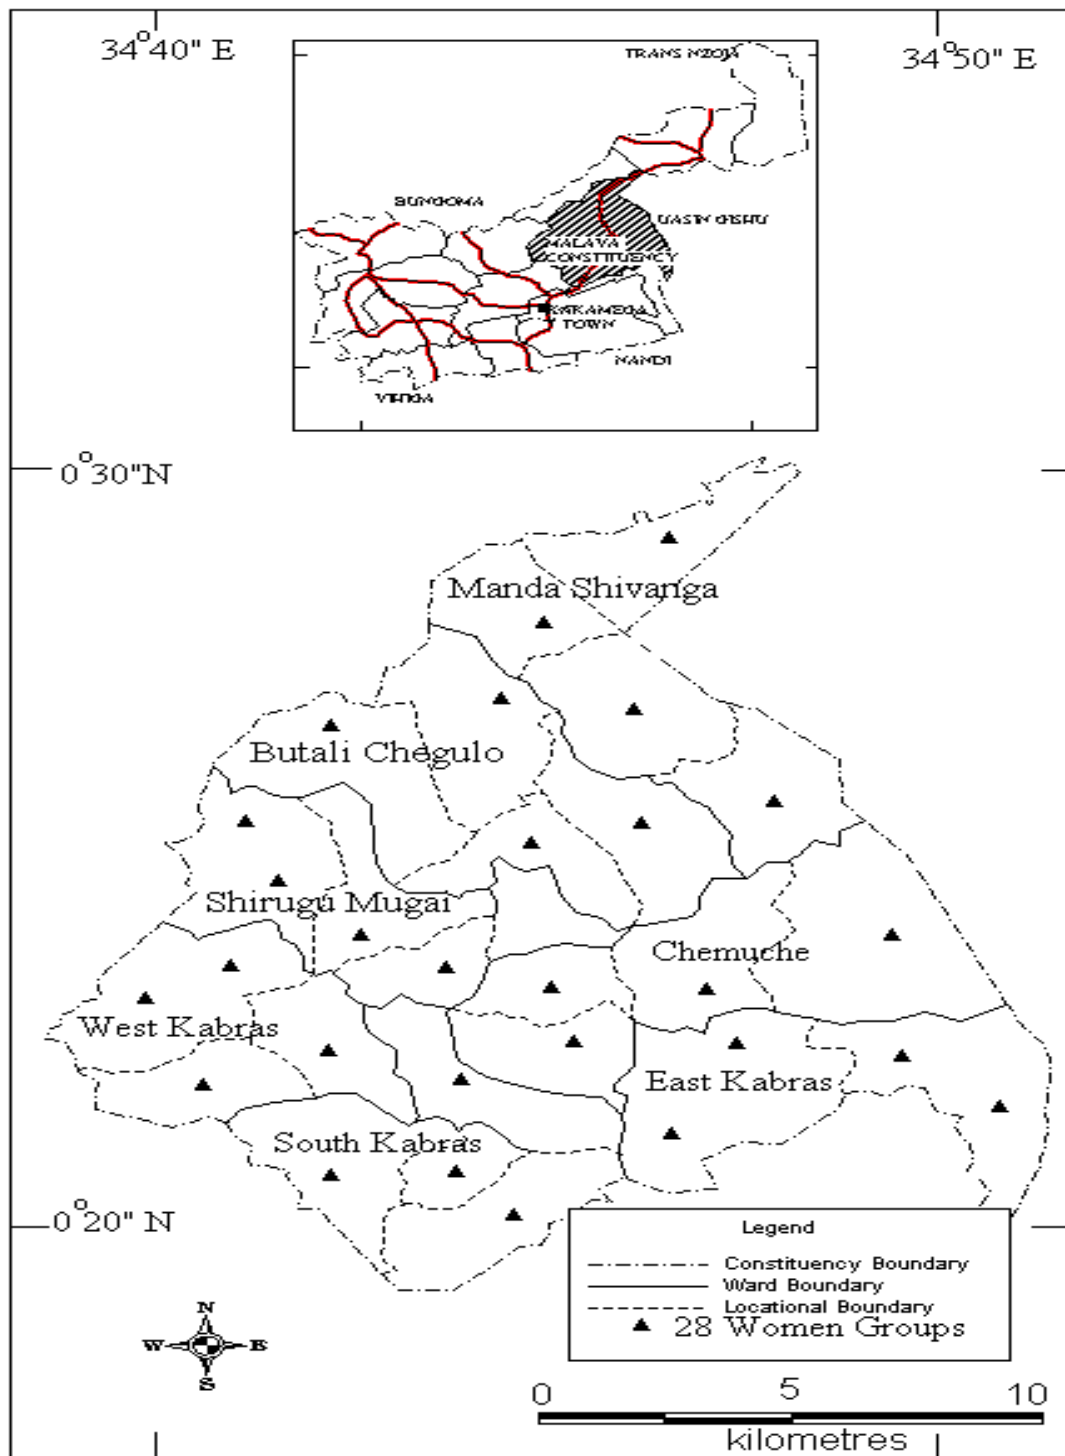 34°40" E
34°50" E
TRANS NZOIA
BUNGOMA
UASIN GISHU
MALAVA
CONSTITUENCY
KAKAMEGA
TOWN
NANDI
VIHIGA
0°30"N
Manda Shivanga
Butali Chegulo
Shirugu Mugai
Chemuche
West Kabras
East Kabras
South Kabras
0°20" N
Legend
Constituency Boundary
Ward Boundary
Locational Boundary
28 Women Groups
N
W E
S
0 5 10
kilometres